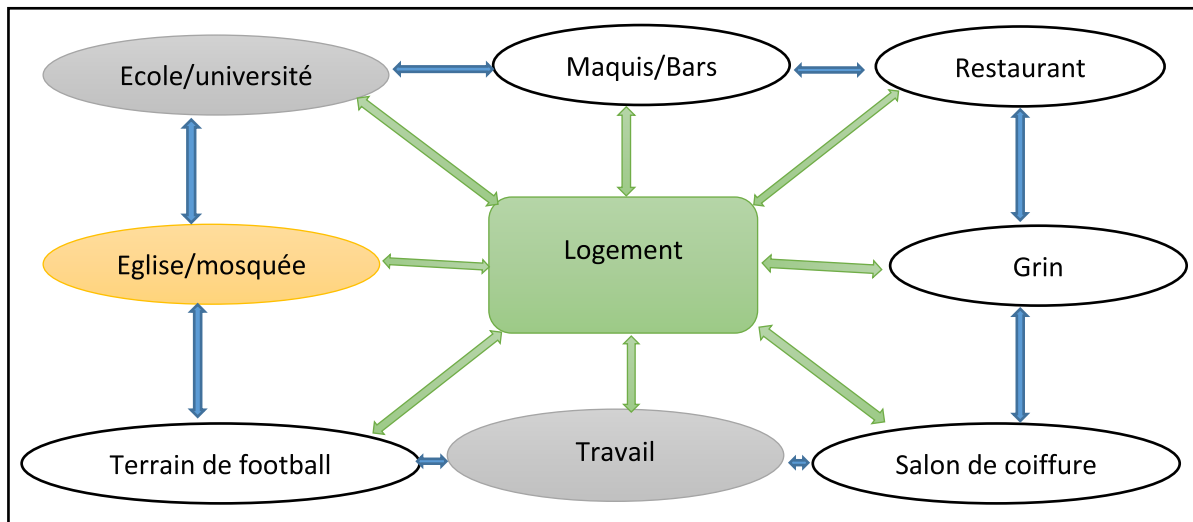 Ecole/université
Maquis/Bars
Restaurant
Eglise/mosquée
Logement
Grin
Terrain de football
Travail
Salon de coiffure